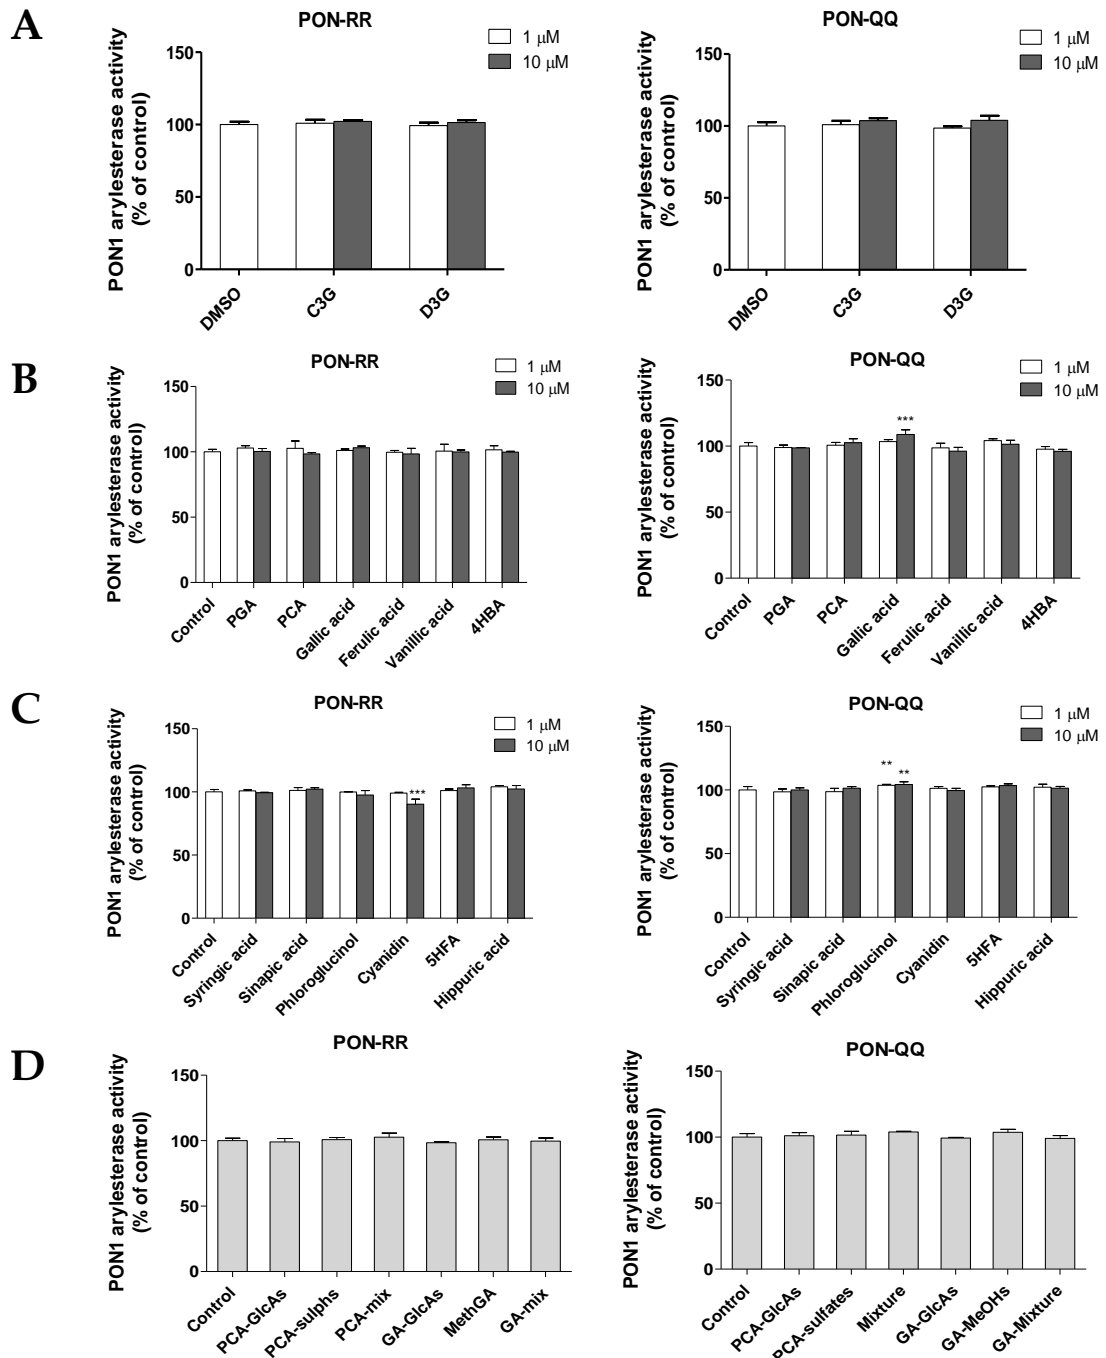 A
PON-RR
1 μM
10 μM
PON1 arylesterase activity
(% of control)
150
100
50
0
DMSO
C3G
D3G
PON-QQ
1 μM
10 μM
PON1 arylesterase activity
(% of control)
150
100
50
0
DMSO
C3G
D3G
B
PON-RR
1 μM
10 μM
PON1 arylesterase activity
(% of control)
150
100
50
0
Control
PGA
PCA
Gallic acid
Ferulic acid
Vanillic acid
4HBA
PON-QQ
1 μM
10 μM
PON1 arylesterase activity
(% of control)
150
100
50
0
***
Control
PGA
PCA
Gallic acid
Ferulic acid
Vanillic acid
4HBA
C
PON-RR
1 μM
10 μM
PON1 arylesterase activity
(% of control)
150
100
50
0
***
Control
Syringic acid
Sinapic acid
Phloroglucinol
Cyanidin
5HFA
Hippuric acid
PON-QQ
1 μM
10 μM
PON1 arylesterase activity
(% of control)
150
100
50
0
**
**
Control
Syringic acid
Sinapic acid
Phloroglucinol
Cyanidin
5HFA
Hippuric acid
D
PON-RR
PON1 arylesterase activity
(% of control)
150
100
50
0
Control
PCA-GlcAs
PCA-sulphs
PCA-mix
GA-GlcAs
MethGA
GA-mix
PON-QQ
PON1 arylesterase activity
(% of control)
150
100
50
0
Control
PCA-GlcAs
PCA-sulfates
Mixture
GA-GlcAs
GA-MeOHs
GA-Mixture